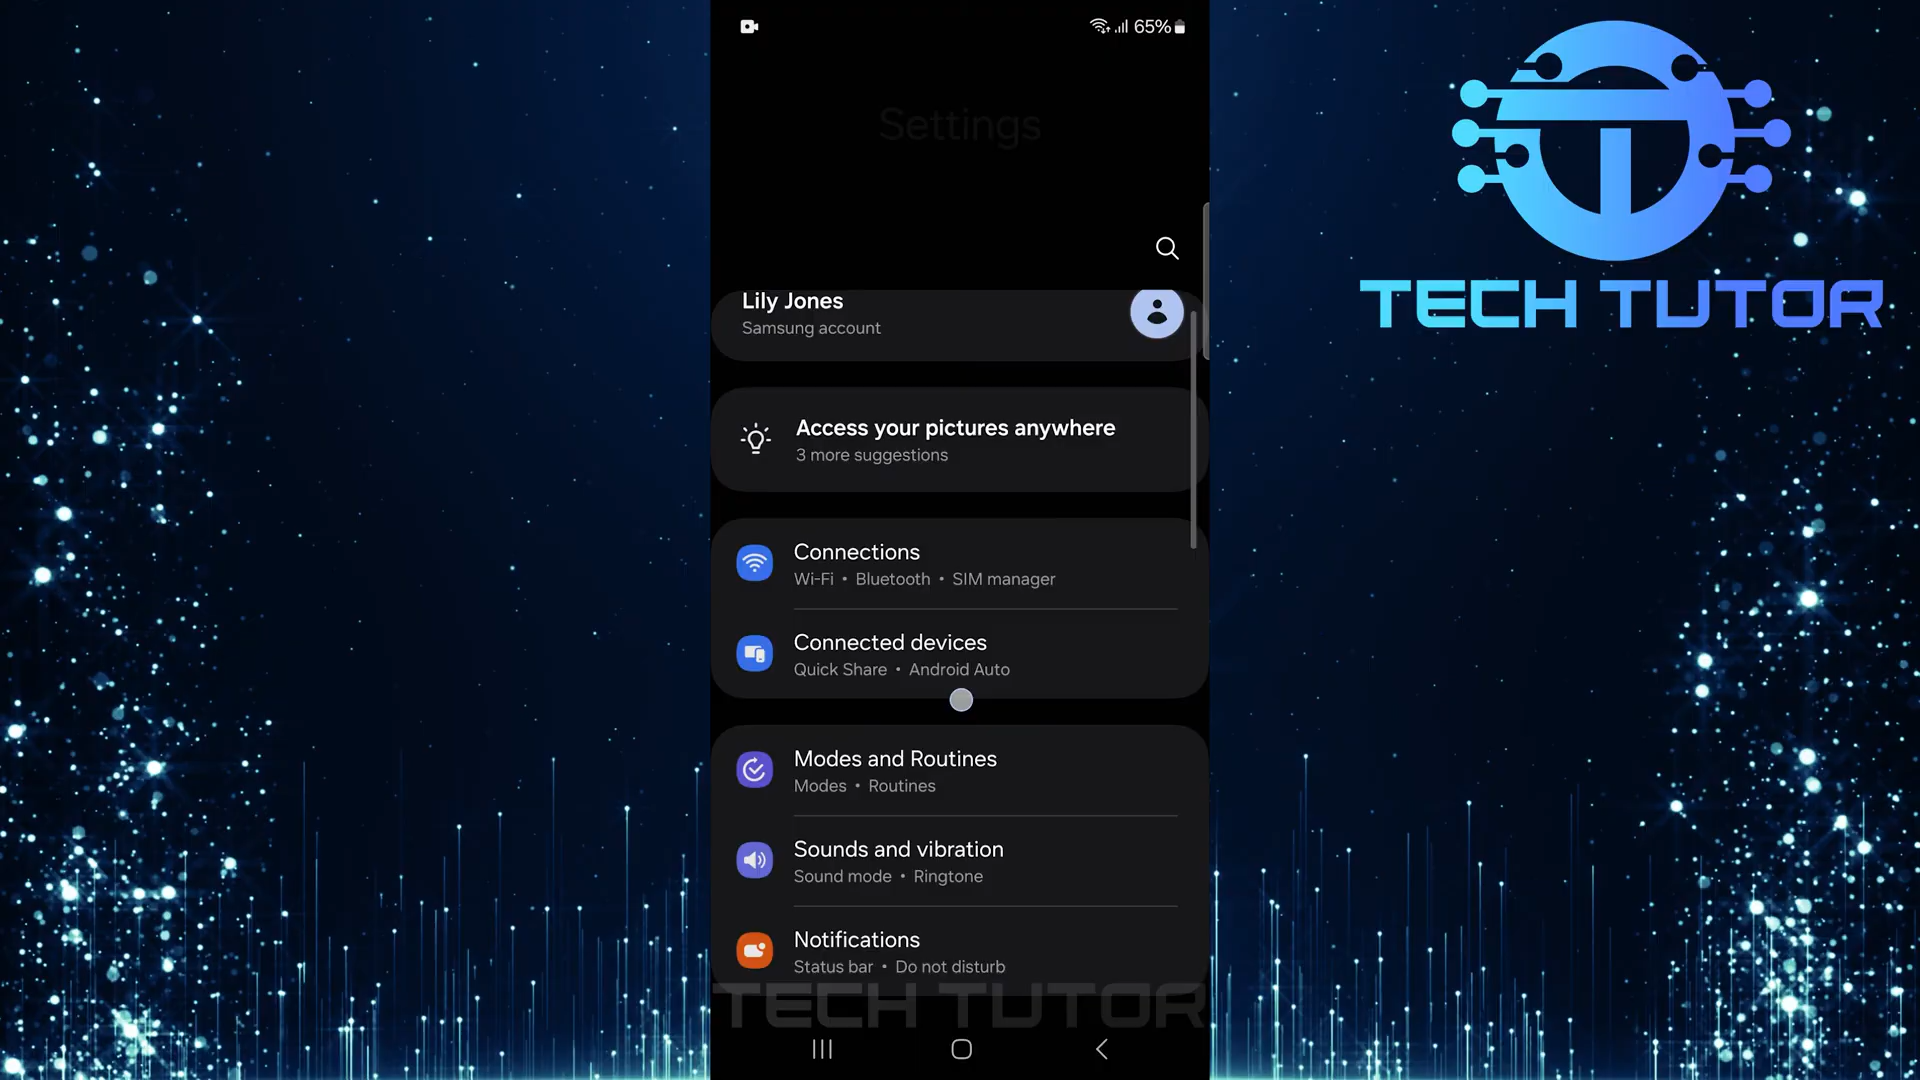 65%
Settings
Lily Jones
Samsung account
Access your pictures anywhere
3 more suggestions
Connections
Wi-Fi • Bluetooth • SIM manager
Connected devices
Quick Share • Android Auto
Modes and Routines
Modes • Routines
Sounds and vibration
Sound mode • Ringtone
Notifications
Status bar • Do not disturb
TECH TUTOR
TECH TUTOR